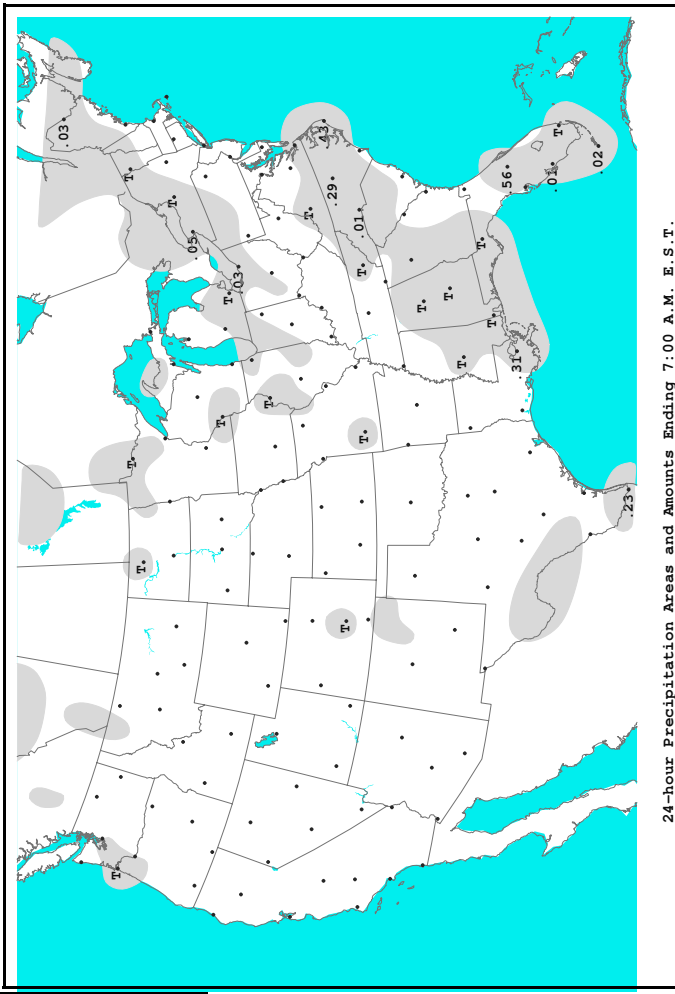 .03
T
T
T
T
T
.05
T
T
.03
T
T
.43
.29
T
.01
T
T
T
T
T
T
T
.56
.31
.01
T
.02
.23
24-hour Precipitation Areas and Amounts Ending 7:00 A.M. E.S.T.